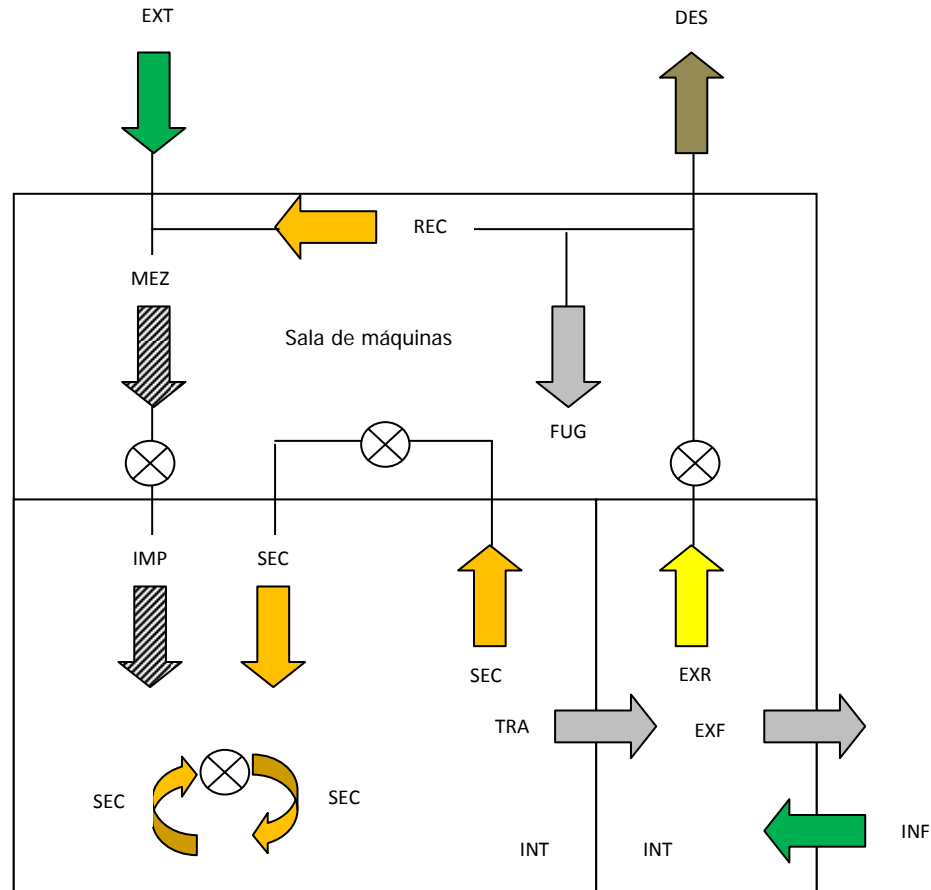 EXT
DES
REC
MEZ
Sala de máquinas
FUG
IMP
SEC
SEC
EXR
TRA
EXF
SEC
SEC
INF
INT
INT